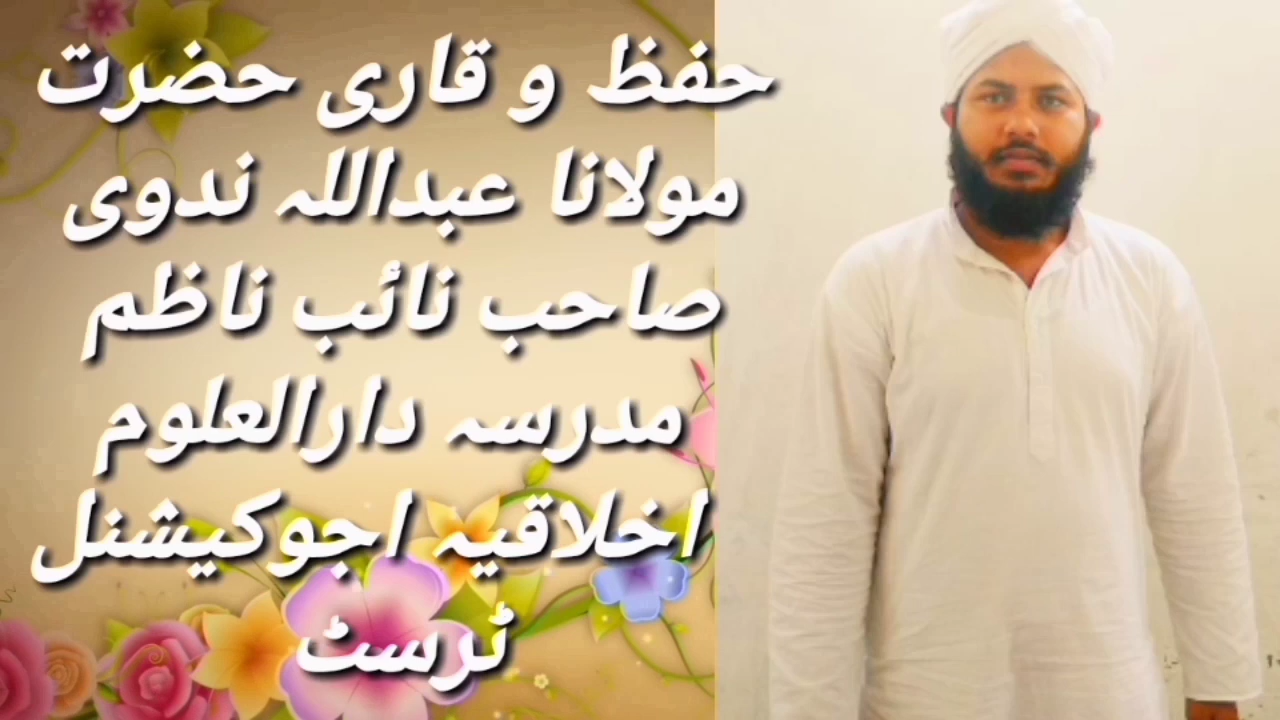 حفظ و قاری حضرت
مولانا عبداللہ ندوی
صاحب نائب ناظم
مدرسہ دارالعلوم
اخلاقیہ اجوکیشنل
ٹرسٹ